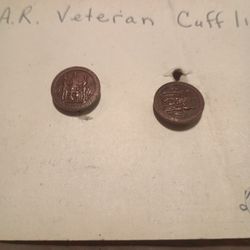 A.R. Veteran Cuff li